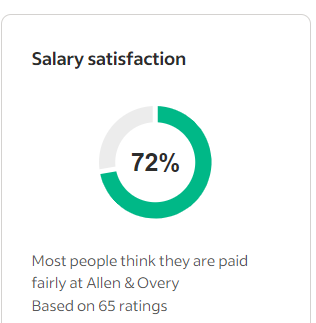 Salary satisfaction
72%
Most people think they are paid
fairly at Allen & Overy
Based on 65 ratings